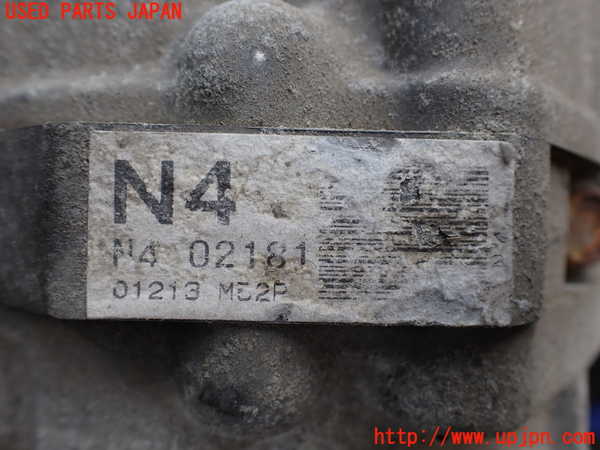 USED PARTS JAPAN
N4
N4 02181
01213 M52P
http://www.upjpn.com/